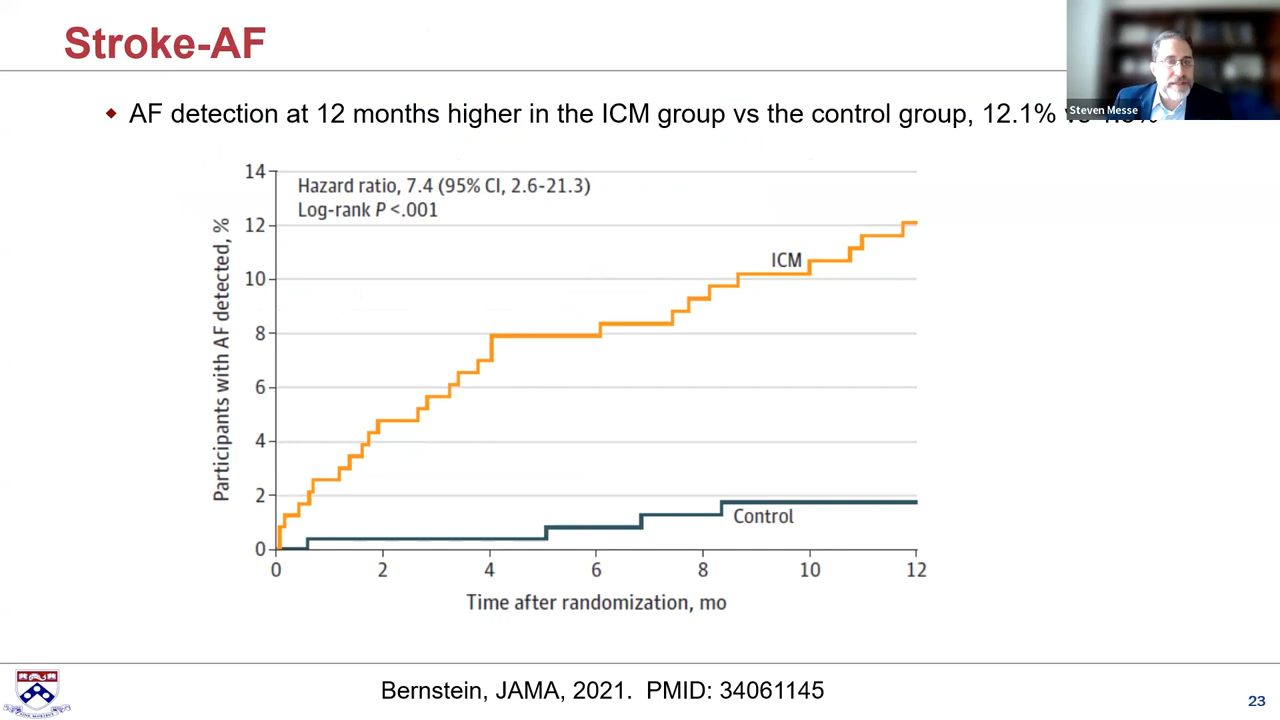 Stroke-AF
Steven Messe
AF detection at 12 months higher in the ICM group vs the control group, 12.1%
14
12
10
8
6
4
2
0
Participants with AF detected, %
Hazard ratio, 7.4 (95% CI, 2.6-21.3)
Log-rank P <.001
ICM
Control
0 2 4 6 8 10 12
Time after randomization, mo
Bernstein, JAMA, 2021. PMID: 34061145
23